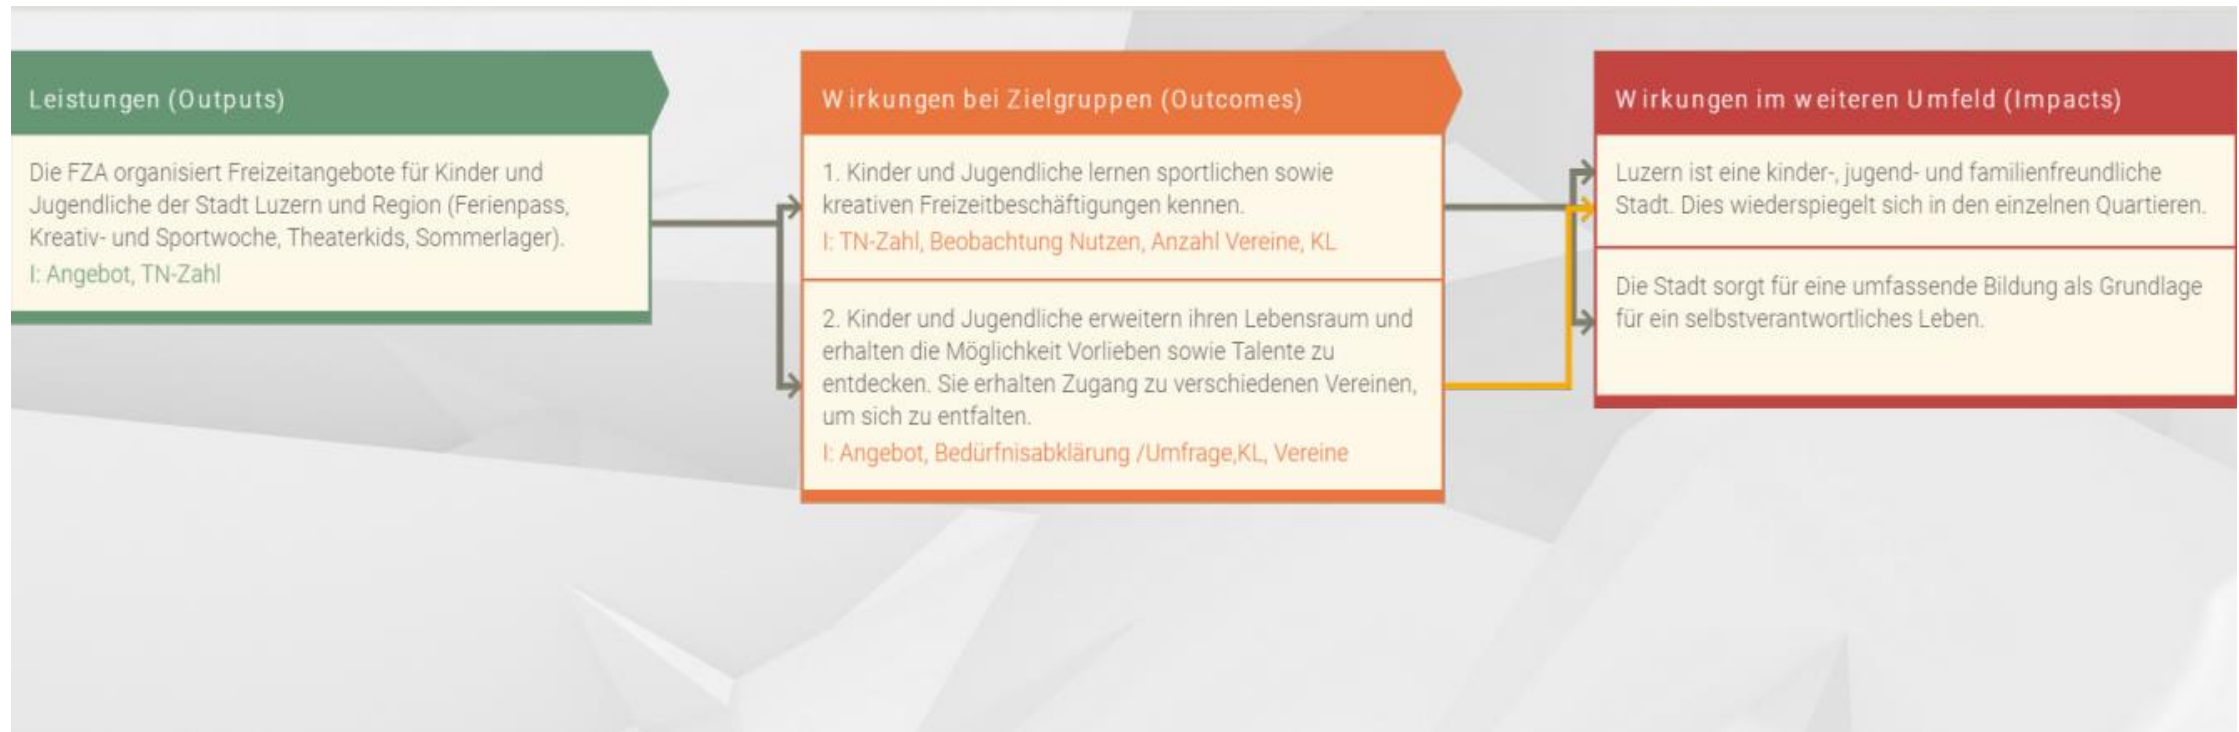 Leistungen (Outputs)
Die FZA organisiert Freizeitangebote für Kinder und
Jugendliche der Stadt Luzern und Region (Ferienpass,
Kreativ- und Sportwoche, Theaterkids, Sommerlager).
I: Angebot, TN-Zahl
Wirkungen bei Zielgruppen (Outcomes)
1. Kinder und Jugendliche lernen sportlichen sowie
kreativen Freizeitbeschäftigungen kennen.
I: TN-Zahl, Beobachtung Nutzen, Anzahl Vereine, KL
2. Kinder und Jugendliche erweitern ihren Lebensraum und
erhalten die Möglichkeit Vorlieben sowie Talente zu
entdecken. Sie erhalten Zugang zu verschiedenen Vereinen,
um sich zu entfalten.
I: Angebot, Bedürfnisabklärung /Umfrage,KL, Vereine
Wirkungen im weiteren Umfeld (Impacts)
Luzern ist eine kinder-, jugend- und familienfreundliche
Stadt. Dies wiederspiegelt sich in den einzelnen Quartieren.
Die Stadt sorgt für eine umfassende Bildung als Grundlage
für ein selbstverantwortliches Leben.